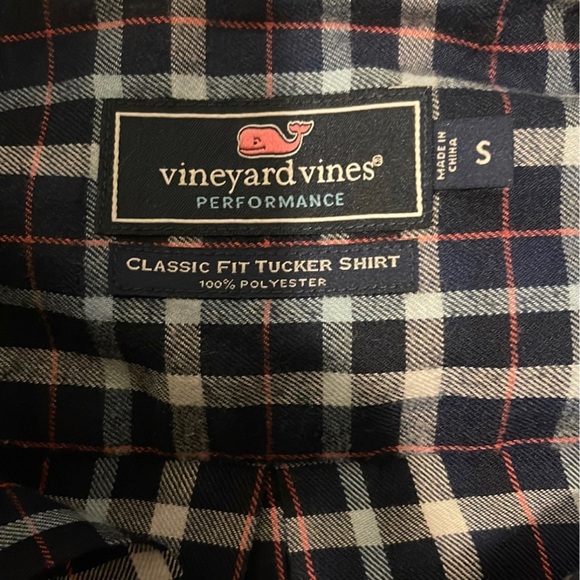 vineyard vines®
PERFORMANCE
MADE IN
CHINA
S
CLASSIC FIT TUCKER SHIRT
100% POLYESTER